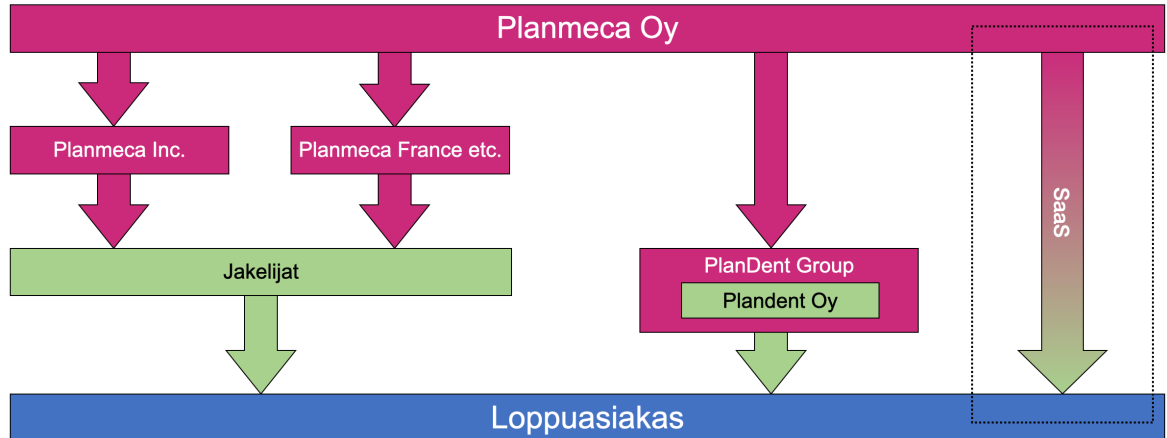 Planmeca Oy
Planmeca Inc.
Planmeca France etc.
SaaS
Jakelijat
PlanDent Group
Plandent Oy
Loppuasiakas